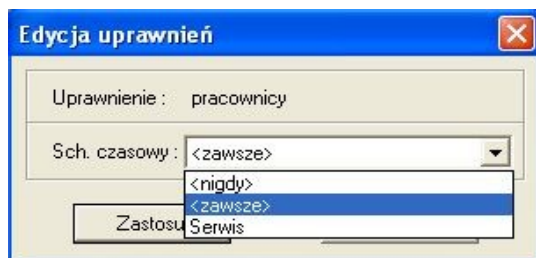 Edycja uprawnień
Uprawnienie : pracownicy
Sch. czasowy : <zawsze>
<nigdy>
<zawsze>
Serwis